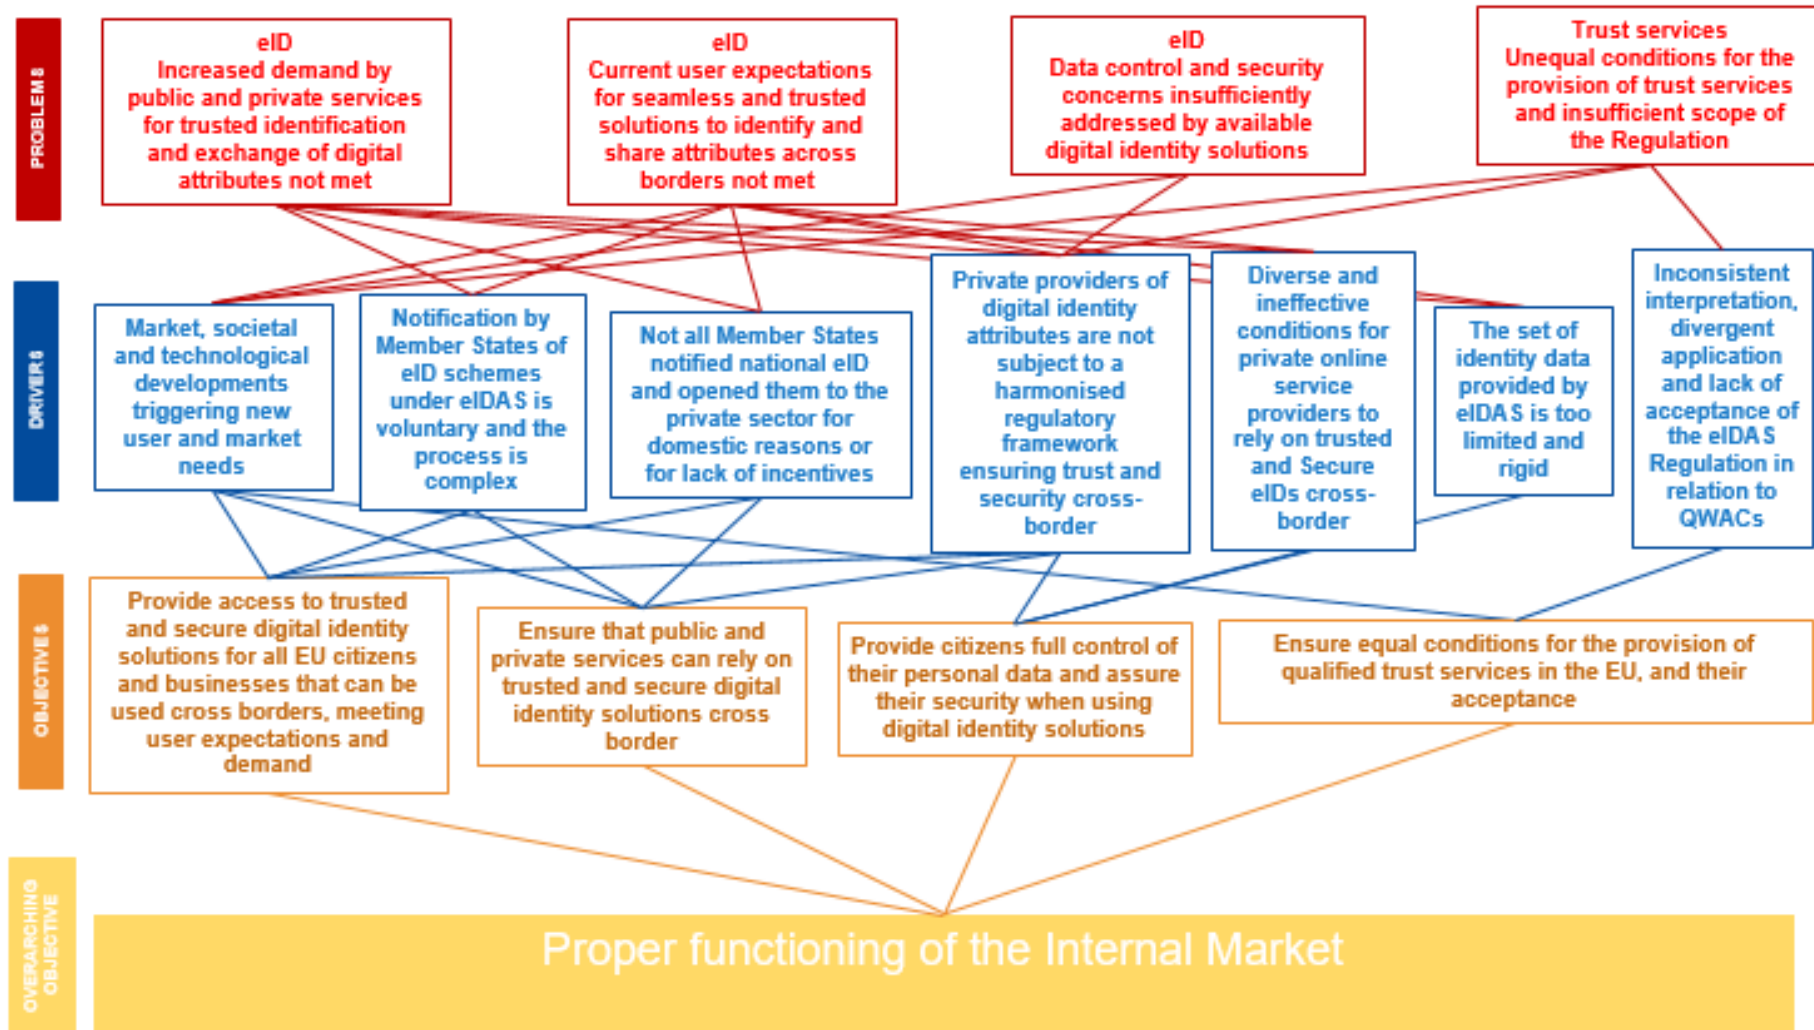 PROBLEMS
eID
Increased demand by
public and private services
for trusted identification
and exchange of digital
attributes not met
eID
Current user expectations
for seamless and trusted
solutions to identify and
share attributes across
borders not met
eID
Data control and security
concerns insufficiently
addressed by available
digital identity solutions
Trust services
Unequal conditions for the
provision of trust services
and insufficient scope of
the Regulation
DRIVERS
Market, societal
and technological
developments
triggering new
user and market
needs
Notification by
Member States of
eID schemes
under eIDAS is
voluntary and the
process is
complex
Not all Member States
notified national eID
and opened them to the
private sector for
domestic reasons or
for lack of incentives
Private providers of
digital identity
attributes are not
subject to a
harmonised
regulatory
framework
ensuring trust and
security cross-
border
Diverse and
ineffective
conditions for
private online
service
providers to
rely on trusted
and Secure
eIDs cross-
border
The set of
identity data
provided by
eIDAS is too
limited and
rigid
Inconsistent
interpretation,
divergent
application
and lack of
acceptance of
the eIDAS
Regulation in
relation to
QWACs
OBJECTIVES
Provide access to trusted
and secure digital identity
solutions for all EU citizens
and businesses that can be
used cross borders, meeting
user expectations and
demand
Ensure that public and
private services can rely on
trusted and secure digital
identity solutions cross
border
Provide citizens full control of
their personal data and assure
their security when using
digital identity solutions
Ensure equal conditions for the provision of
qualified trust services in the EU, and their
acceptance
OVERARCHING
OBJECTIVE
Proper functioning of the Internal Market